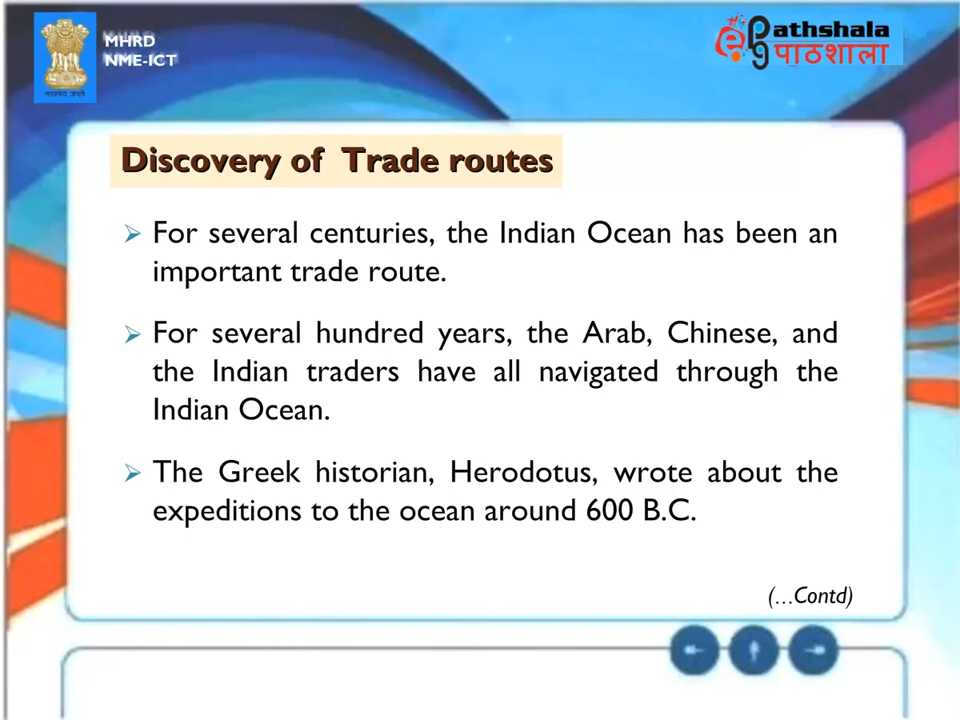 MHRD
NME-ICT
e pg athshala
पाठशाला
Discovery of Trade routes
For several centuries, the Indian Ocean has been an
important trade route.
For several hundred years, the Arab, Chinese, and
the Indian traders have all navigated through the
Indian Ocean.
The Greek historian, Herodotus, wrote about the
expeditions to the ocean around 600 B.C.
(...Contd)